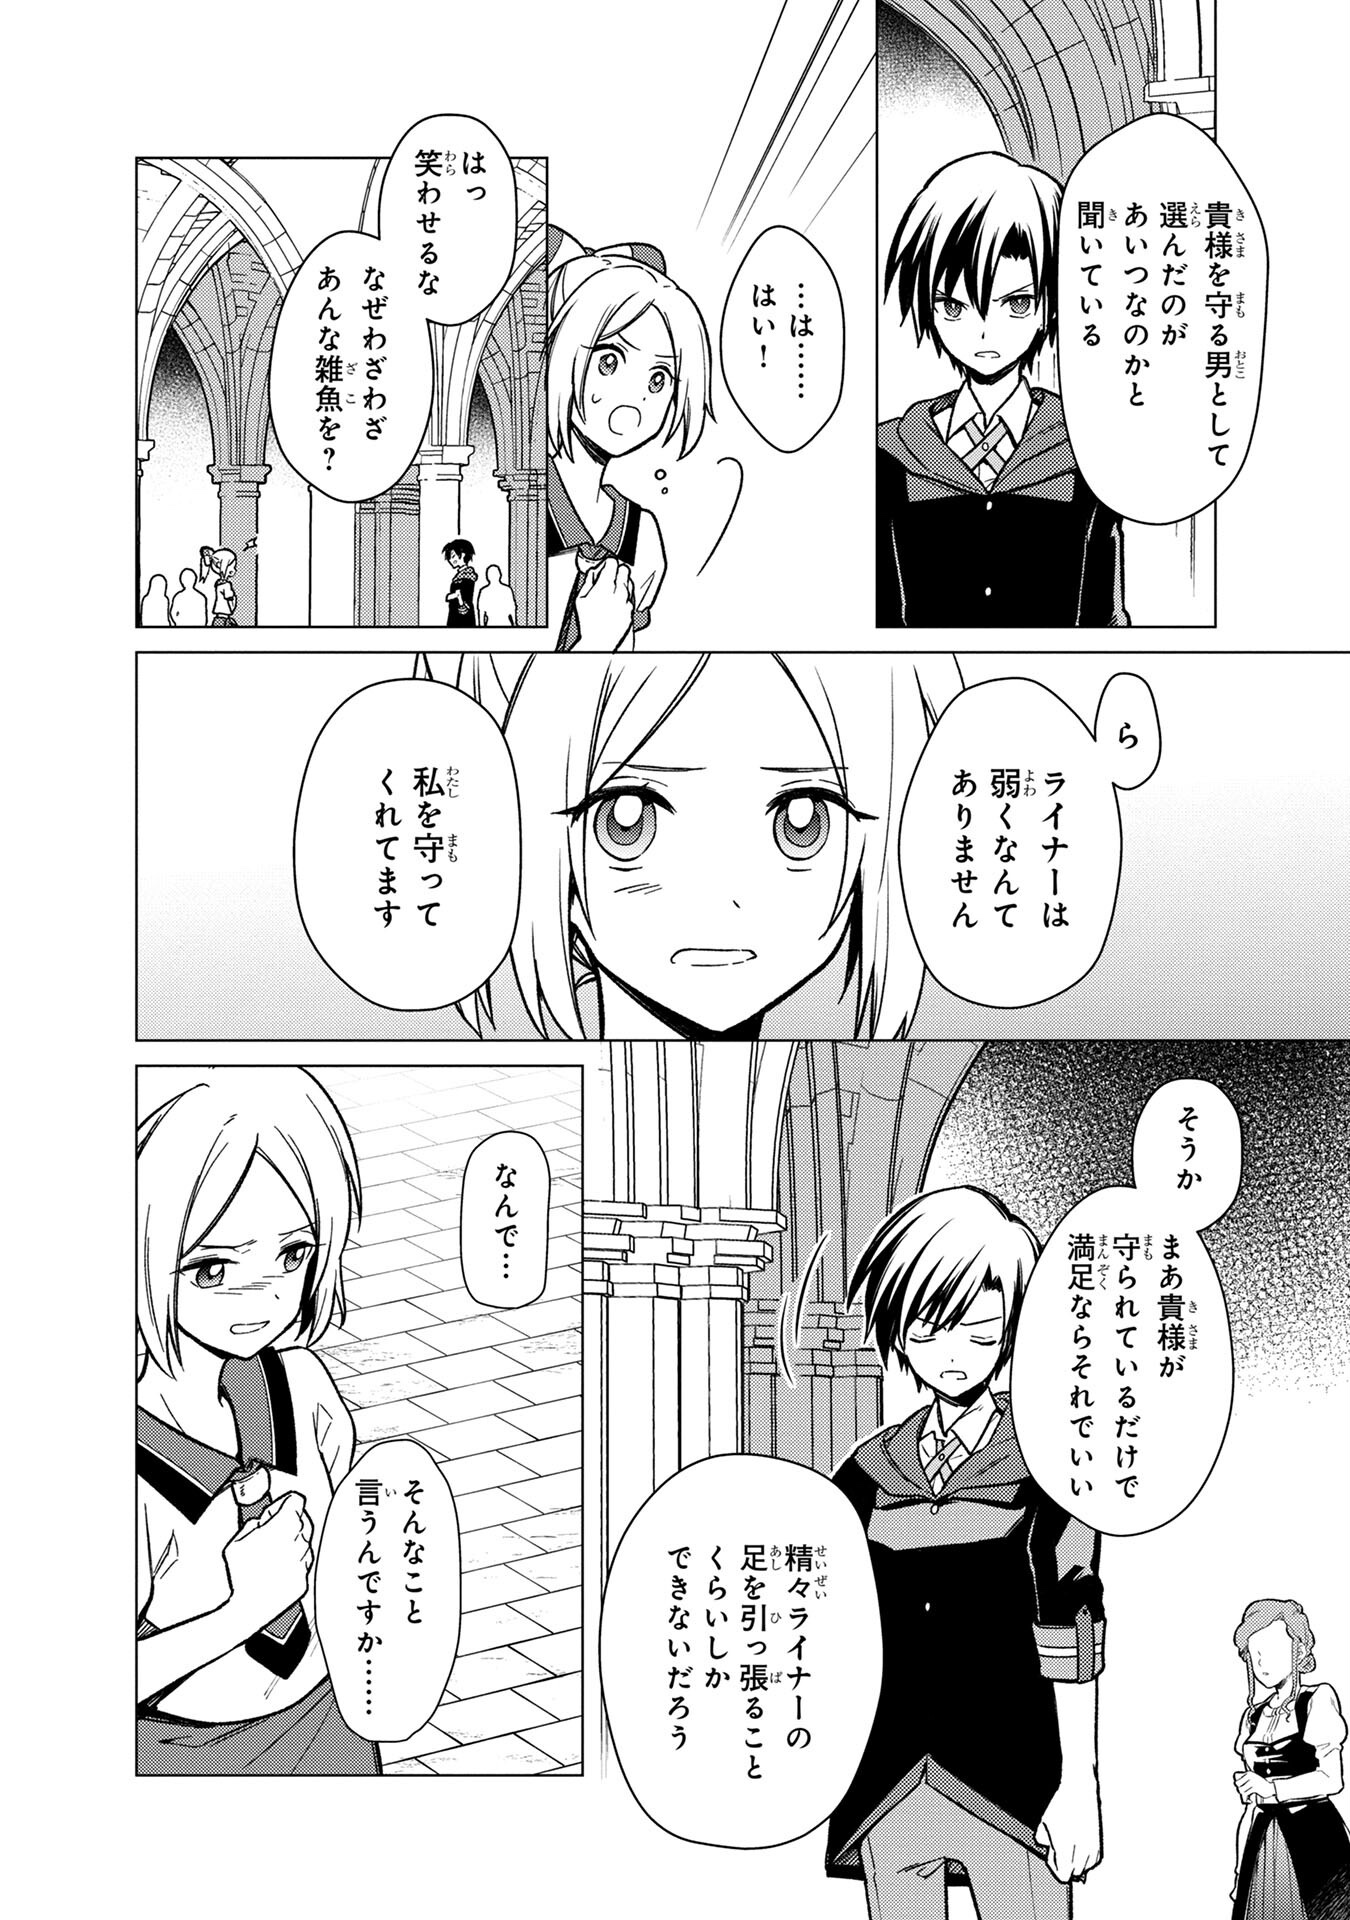 貴様を守る男として
選んだのが
あいつなのかと
聞いている
…は……
はい！
はっ
笑わせるな
なぜわざわざ
あんな雑魚を？
ら
ライナーは
弱くなんて
ありません
私を守って
くれてます
そうか
まあ貴様が
守られているだけで
満足ならそれでいい
精々ライナーの
足を引っ張ること
くらいしか
できないだろう
なんで…
そんなこと
言うんですか……